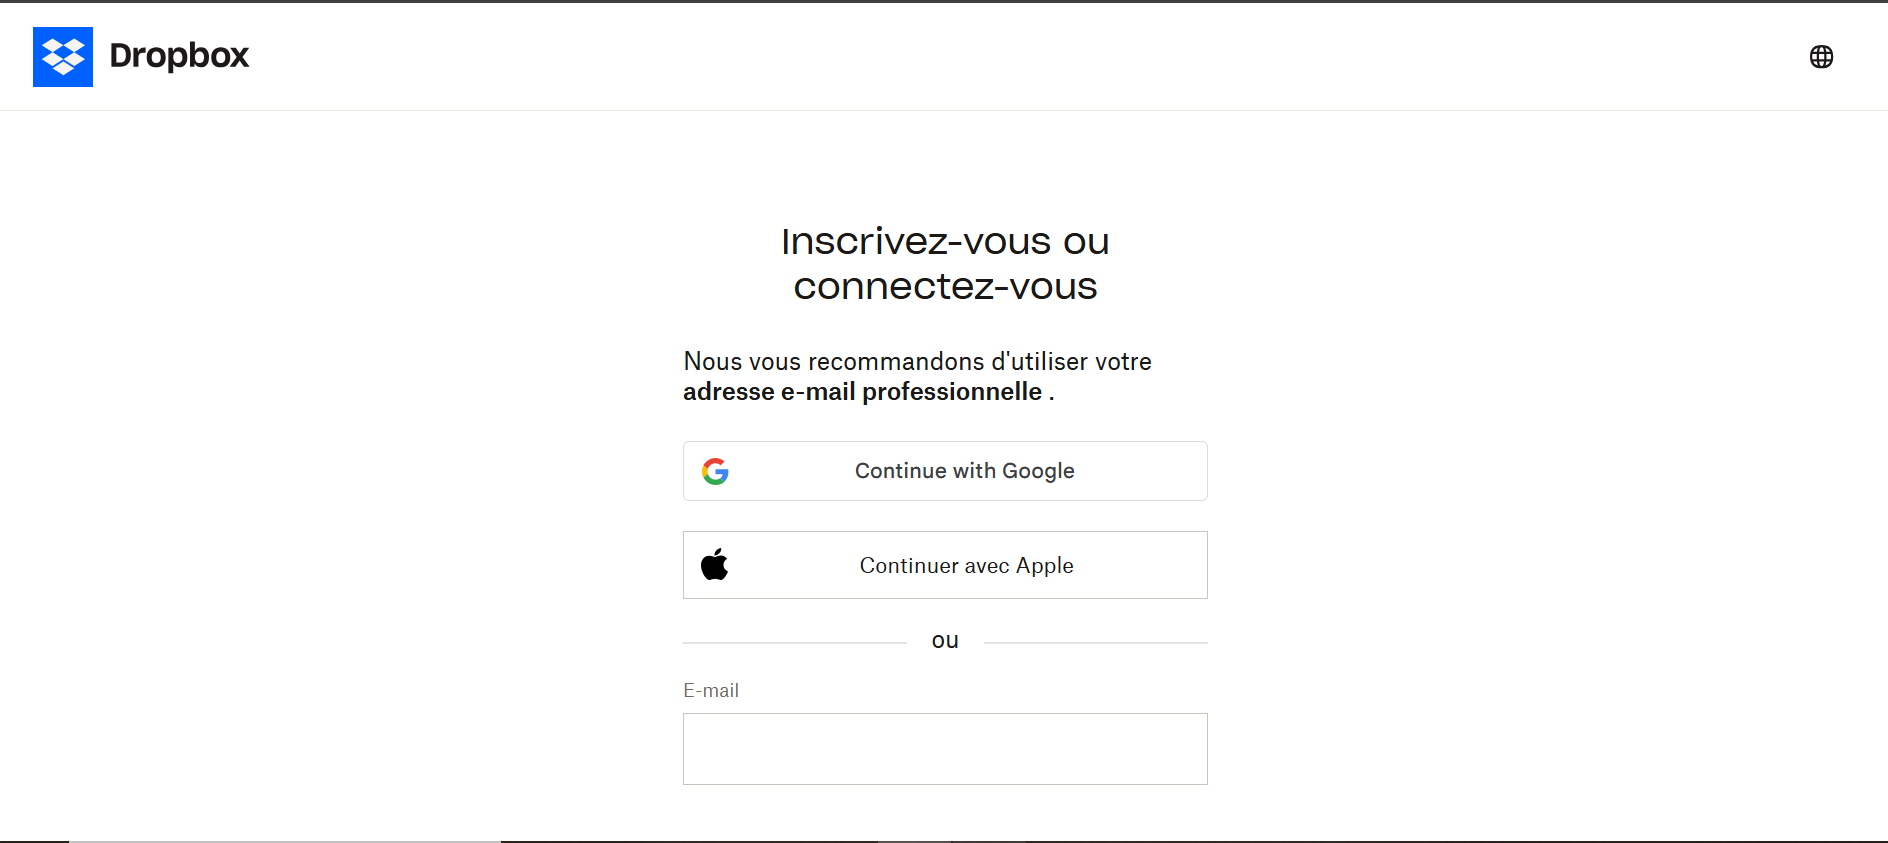 Dropbox
Inscrivez-vous ou
connectez-vous
Nous vous recommandons d'utiliser votre
adresse e-mail professionnelle .
Continue with Google
Continuer avec Apple
ou
E-mail